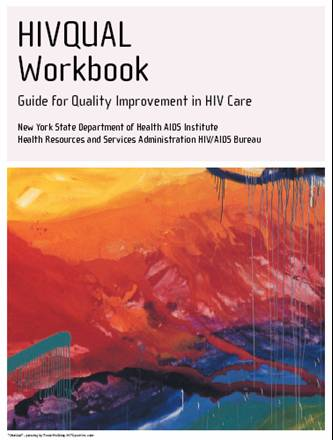 HIVQUAL
Workbook
Guide for Quality Improvement in HIV Care
New York State Department of Health AIDS Institute
Health Resources and Services Administration HIV/AIDS Bureau